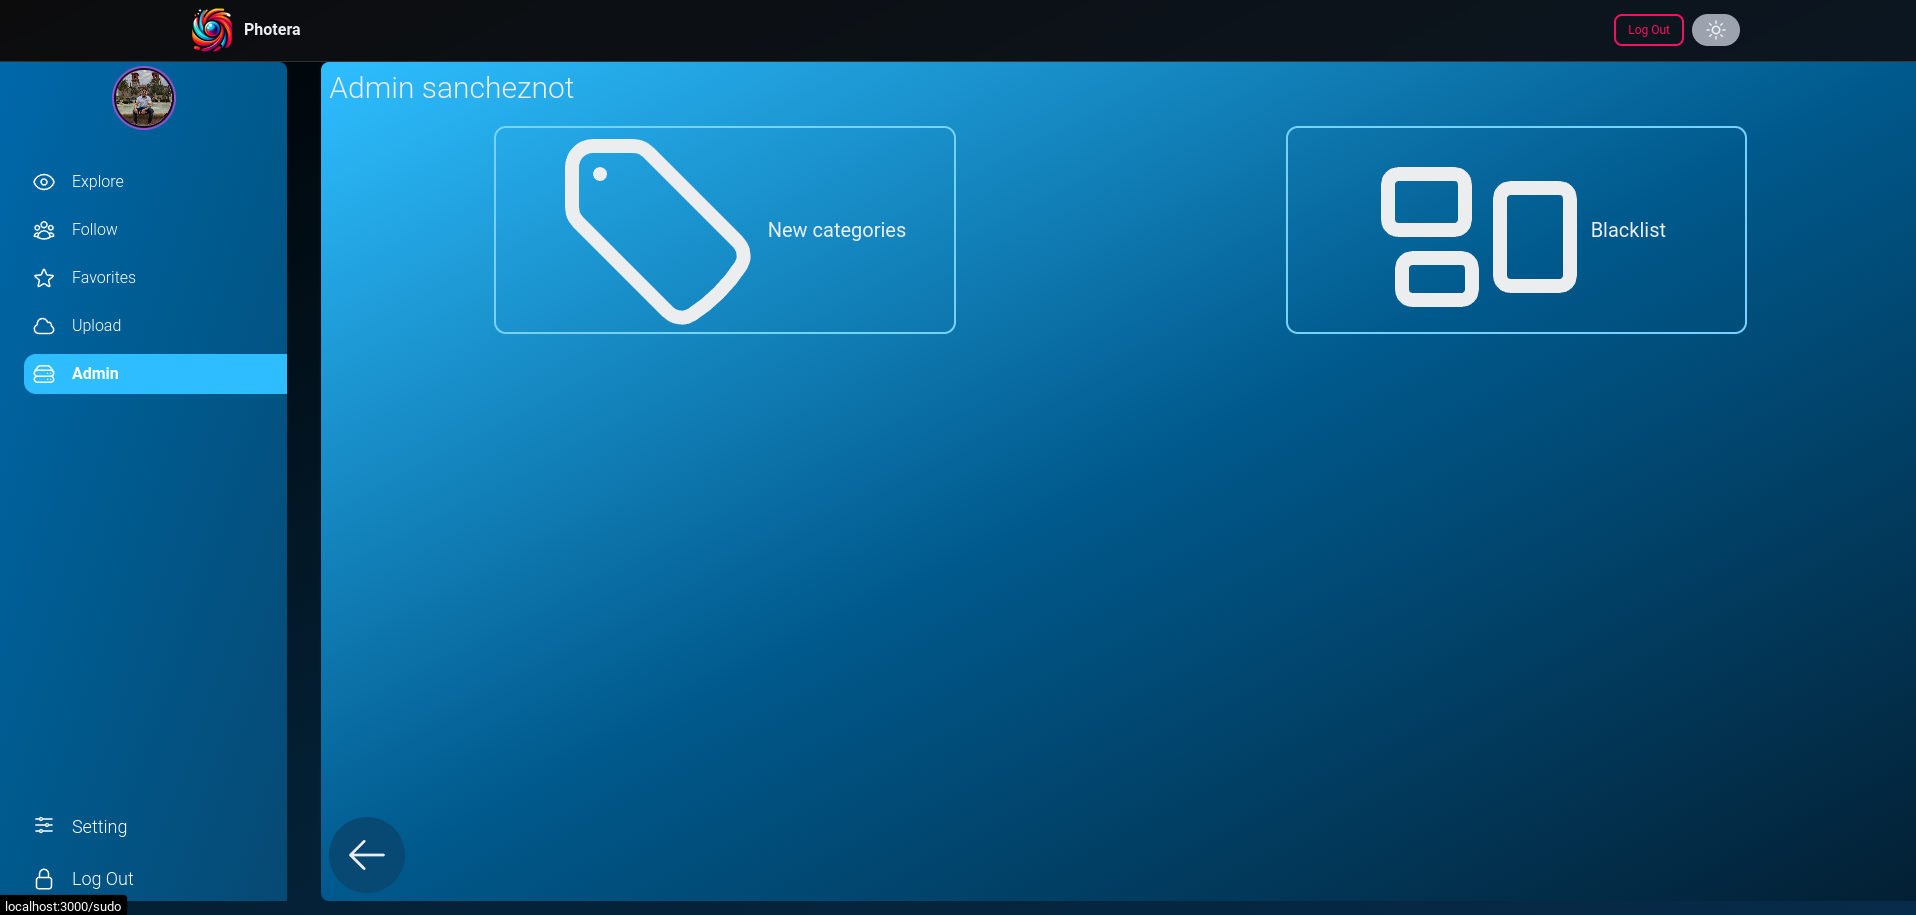 Photera
Log Out
Admin sancheznot
Explore
Follow
Favorites
Upload
Admin
New categories
Blacklist
Setting
Log Out
localhost:3000/sudo